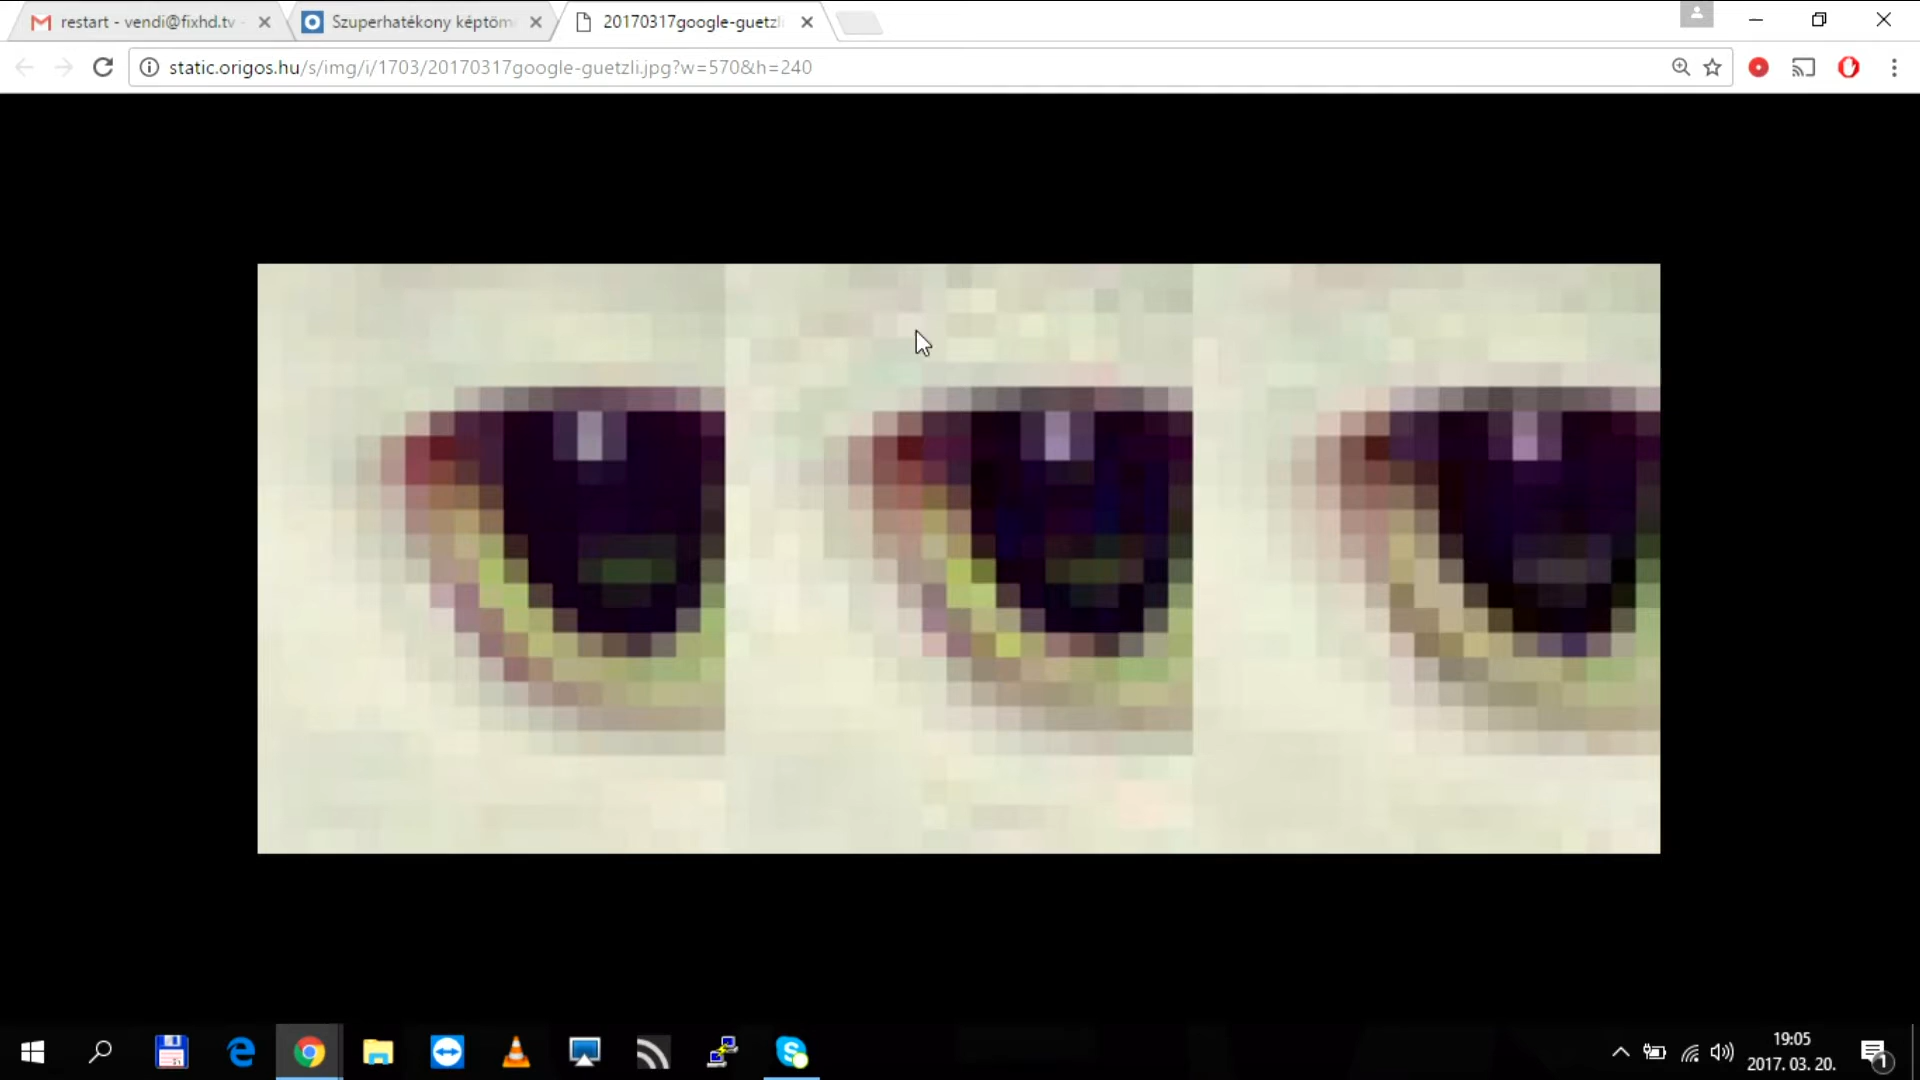 restart - vendi@fixhd.tv -
Szuperhatékony képtöm
20170317google-guetzli
static.origos.hu/s/img/i/1703/20170317google-guetzli.jpg?w=570&h=240
19:05
2017. 03. 20.
1